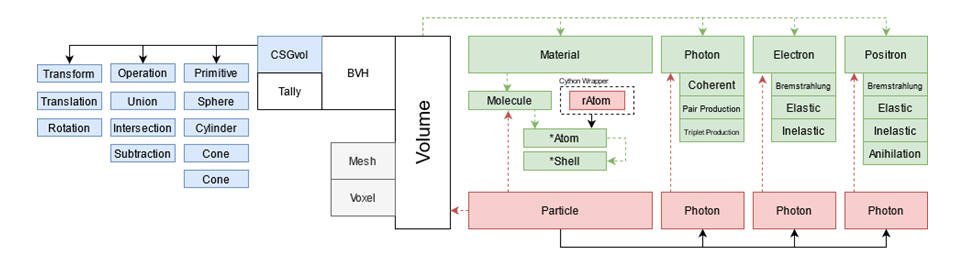 CSGvol
BVH
Tally
Volume
Mesh
Voxel
Transform
Translation
Rotation
Operation
Union
Intersection
Subtraction
Primitive
Sphere
Cylinder
Cone
Cone
Material
Molecule
Cython Wrapper
rAtom
*Atom
*Shell
Photon
Coherent
Pair Production
Triplet Production
Electron
Bremstrahlung
Elastic
Inelastic
Positron
Bremstrahlung
Elastic
Inelastic
Anihilation
Particle
Photon
Photon
Photon